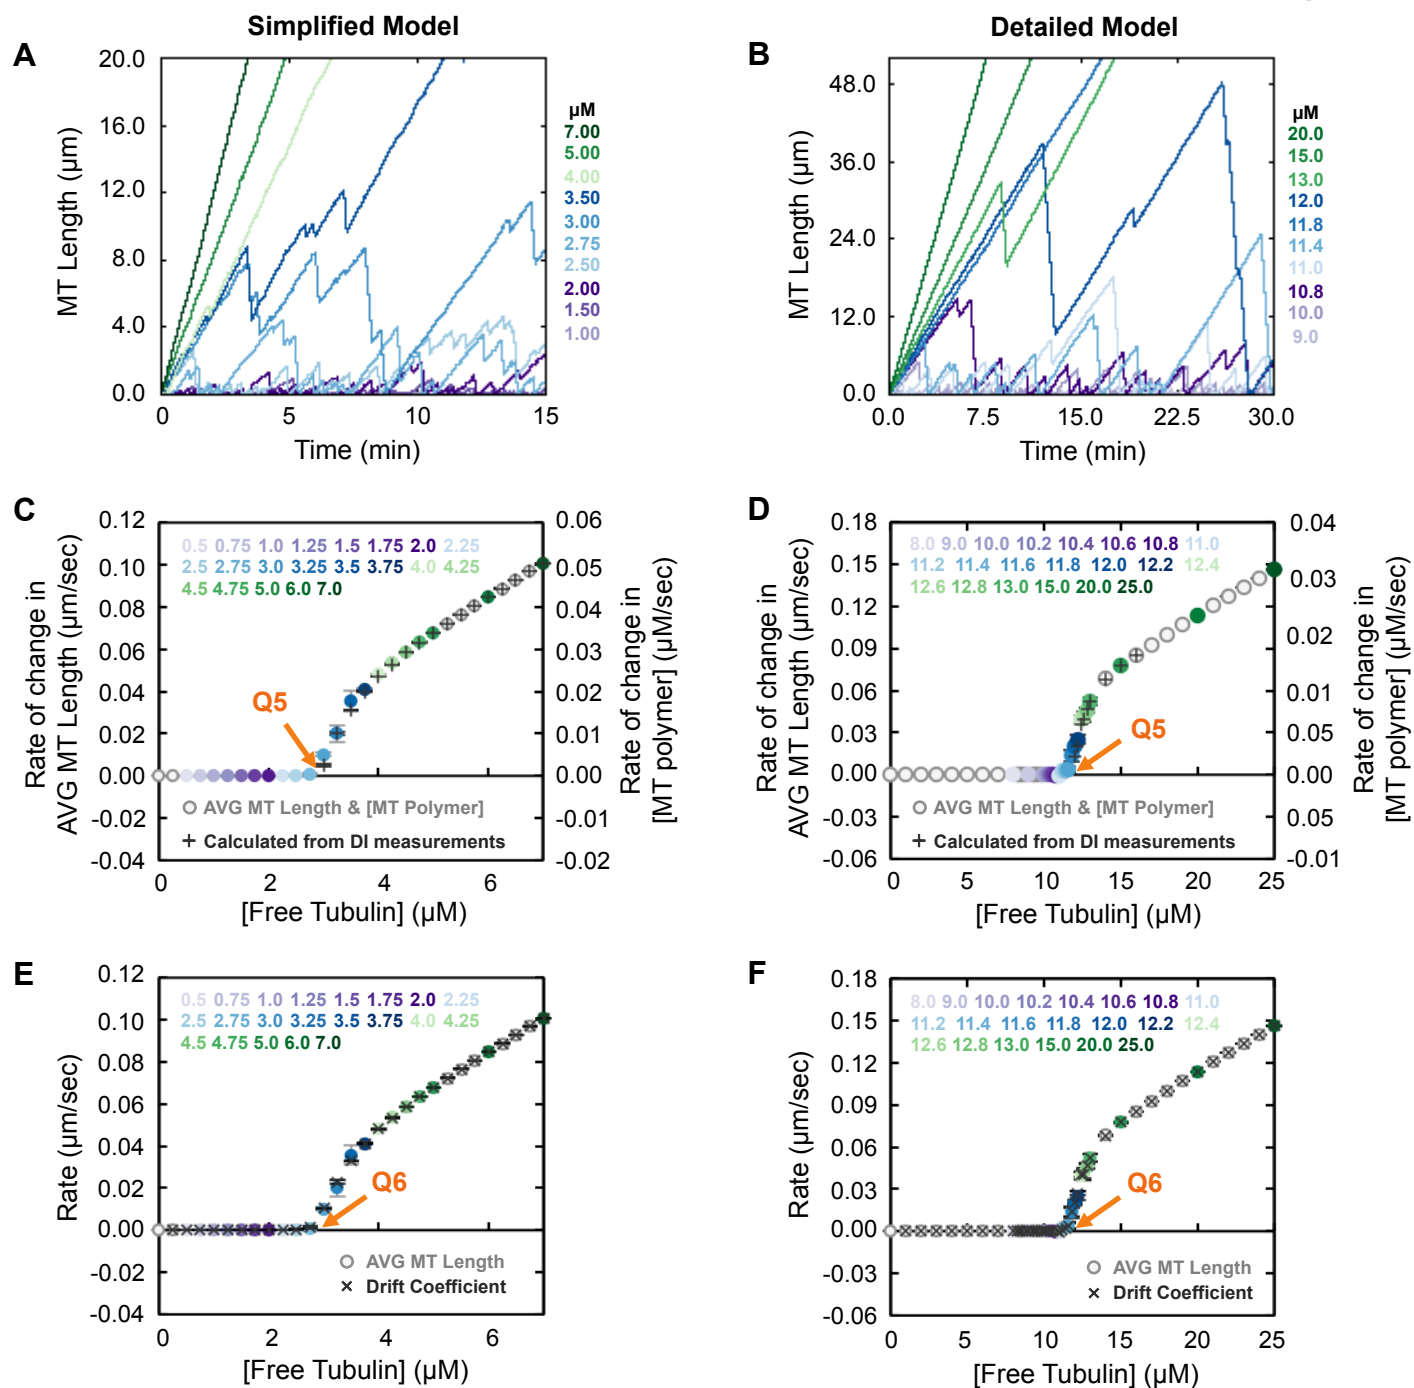 Simplified Model
Detailed Model
A
20.0
16.0
12.0
8.0
4.0
0.0
MT Length (µm)
0
5
10
15
Time (min)
µM
7.00
5.00
4.00
3.50
3.00
2.75
2.50
2.00
1.50
1.00
B
48.0
36.0
24.0
12.0
0.0
MT Length (µm)
0.0
7.5
15.0
22.5
30.0
Time (min)
µM
20.0
15.0
13.0
12.0
11.8
11.4
11.0
10.8
10.0
9.0
C
0.12
0.10
0.08
0.06
0.04
0.02
0.00
-0.02
-0.04
Rate of change in
AVG MT Length (µm/sec)
0.5 0.75 1.0 1.25 1.5 1.75 2.0 2.25
2.5 2.75 3.0 3.25 3.5 3.75 4.0 4.25
4.5 4.75 5.0 6.0 7.0
Q5
AVG MT Length & [MT Polymer]
Calculated from DI measurements
0.06
0.05
0.04
0.03
0.02
0.01
0.00
-0.01
-0.02
Rate of change in
[MT polymer] (µM/sec)
0
2
4
6
[Free Tubulin] (µM)
D
0.18
0.15
0.12
0.09
0.06
0.03
0.00
-0.03
-0.06
Rate of change in
AVG MT Length (µm/sec)
8.0 9.0 10.0 10.2 10.4 10.6 10.8 11.0
11.2 11.4 11.6 11.8 12.0 12.2 12.4
12.6 12.8 13.0 15.0 20.0 25.0
Q5
AVG MT Length & [MT Polymer]
Calculated from DI measurements
0.04
0.03
0.02
0.01
0.05
0.00
0.05
-0.01
Rate of change in
[MT polymer] (µM/sec)
0
5
10
15
20
25
[Free Tubulin] (µM)
E
0.12
0.10
0.08
0.06
0.04
0.02
0.00
-0.02
-0.04
Rate (µm/sec)
0.5 0.75 1.0 1.25 1.5 1.75 2.0 2.25
2.5 2.75 3.0 3.25 3.5 3.75 4.0 4.25
4.5 4.75 5.0 6.0 7.0
Q6
AVG MT Length
Drift Coefficient
0
2
4
6
[Free Tubulin] (µM)
F
0.18
0.15
0.12
0.09
0.06
0.03
0.00
-0.03
-0.06
Rate (µm/sec)
8.0 9.0 10.0 10.2 10.4 10.6 10.8 11.0
11.2 11.4 11.6 11.8 12.0 12.2 12.4
12.6 12.8 13.0 15.0 20.0 25.0
Q6
AVG MT Length
Drift Coefficient
0
5
10
15
20
25
[Free Tubulin] (µM)